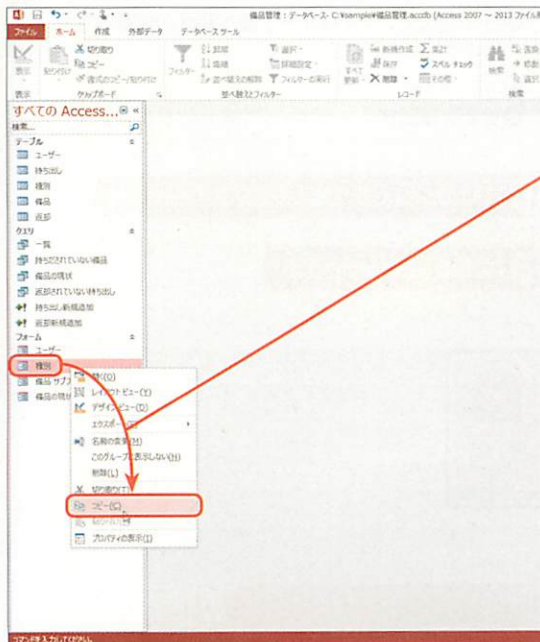 備品管理 : データベース- C:¥sample¥備品管理.accdb (Access 2007 ～ 2013 ファイル形
ファイル ホーム 作成 外部データ データベース ツール
表示
貼り付け
切り取り
コピー
書式のコピー/貼り付け
フィルター
昇順
降順
並べ替えの解除
選択
詳細設定
フィルターの実行
すべて更新
新規作成
保存
削除
集計
スペル チェック
その他
検索
置換
選択
表示 クリップボード 並べ替えとフィルター レコード 検索
すべての Access...
検索...
テーブル
ユーザー
持ち出し
種別
備品
返却
クエリ
一覧
持ち出されていない備品
備品の現状
返却されていない持ち出し
持ち出し新規追加
返却新規追加
フォーム
ユーザー
種別
備品 サブ
備品の現状
開く(O)
レイアウト ビュー(Y)
デザイン ビュー(D)
エクスポート
名前の変更(M)
このグループに表示しない(H)
削除(L)
切り取り(T)
コピー(C)
プロパティの表示(I)
コマンドを入力してください。